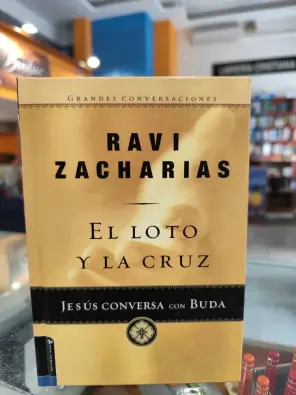 GRANDES CONVERSACIONES
RAVI
ZACHARIAS
EL LOTO
Y LA CRUZ
JESÚS CONVERSA CON BUDA